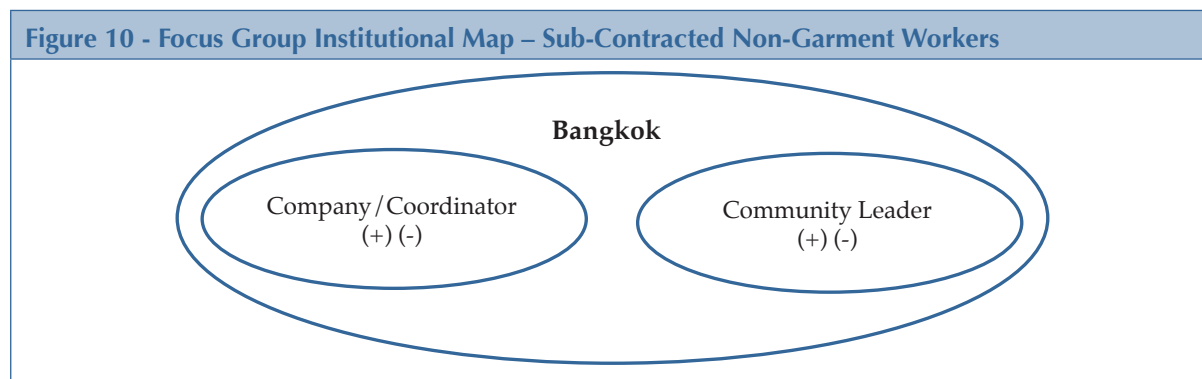 Figure 10 - Focus Group Institutional Map – Sub-Contracted Non-Garment Workers
Bangkok
Company/Coordinator
(+) (-)
Community Leader
(+) (-)